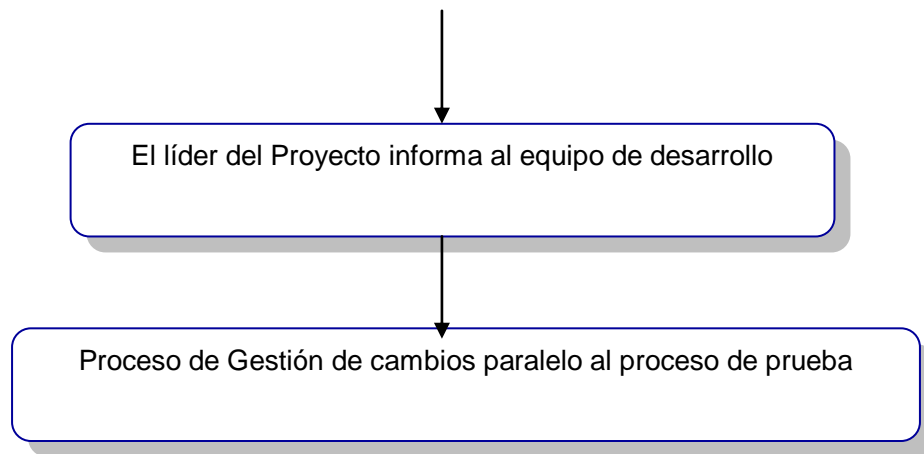 El líder del Proyecto informa al equipo de desarrollo
Proceso de Gestión de cambios paralelo al proceso de prueba